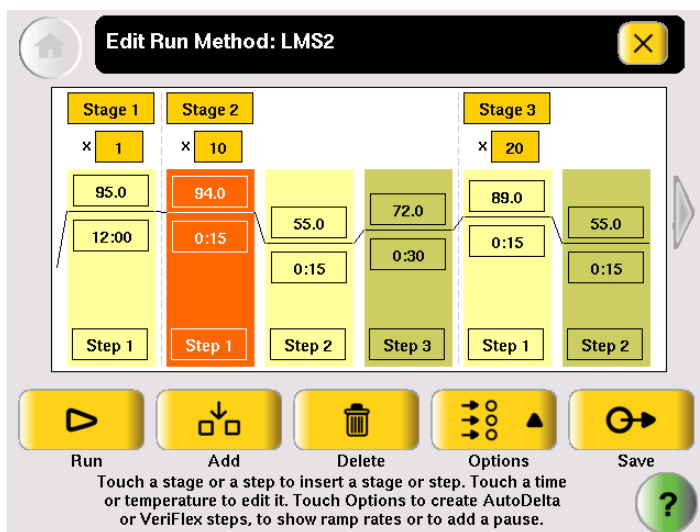 Edit Run Method: LMS2
Stage 1 Stage 2 Stage 3
x 1 x 10 x 20
95.0 94.0 55.0 72.0 89.0 55.0
12:00 0:15 0:15 0:30 0:15 0:15
Step 1 Step 1 Step 2 Step 3 Step 1 Step 2
Run Add Delete Options Save
Touch a stage or a step to insert a stage or step. Touch a time
or temperature to edit it. Touch Options to create AutoDelta
or VeriFlex steps, to show ramp rates or to add a pause.
?